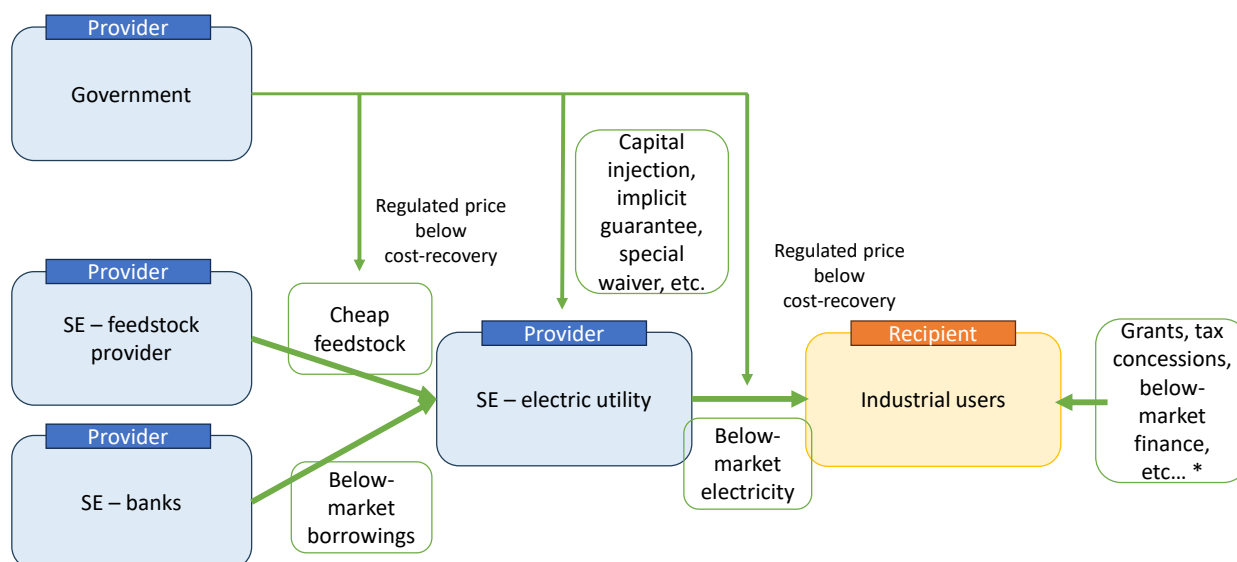 Provider
Government
Capital
injection,
implicit
guarantee,
special
waiver, etc.
Regulated price
below
cost-recovery
Regulated price
below
cost-recovery
Provider
SE – feedstock
provider
Cheap
feedstock
Provider
SE – electric utility
Recipient
Industrial users
Grants, tax
concessions,
below-
market
finance,
etc... *
Provider
SE – banks
Below-
market
borrowings
Below-
market
electricity